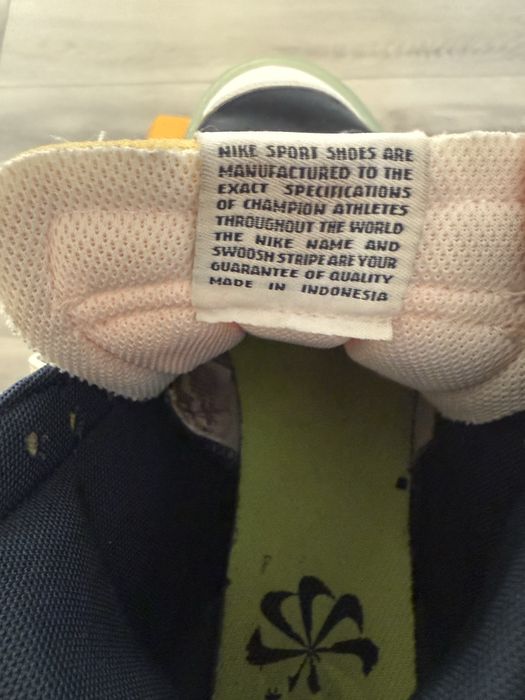 NIKE SPORT SHOES ARE
MANUFACTURED TO THE
EXACT SPECIFICATIONS
OF CHAMPION ATHLETES
THROUGHOUT THE WORLD
THE NIKE NAME AND
SWOOSH STRIPE ARE YOUR
GUARANTEE OF QUALITY
MADE IN INDONESIA